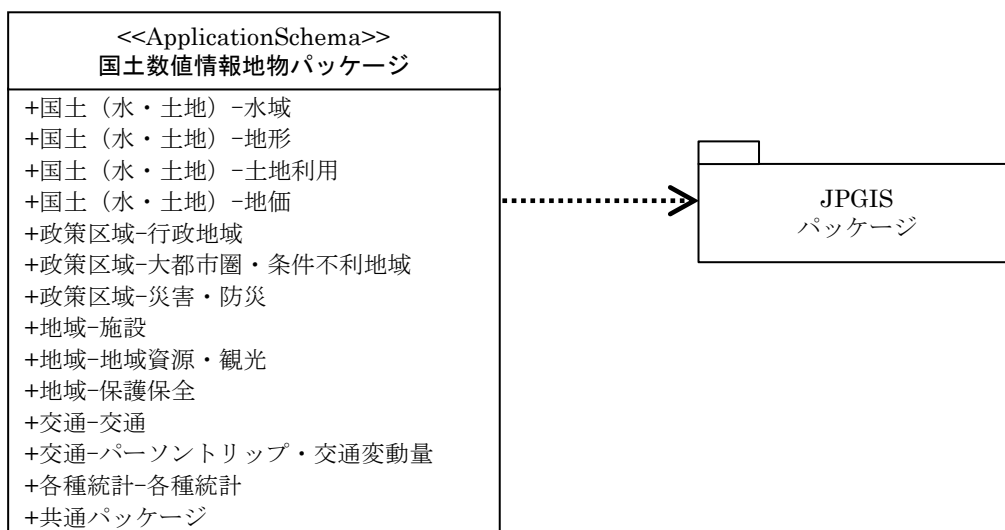 <<ApplicationSchema>>
国土数値情報地物パッケージ
+国土（水・土地）-水域
+国土（水・土地）-地形
+国土（水・土地）-土地利用
+国土（水・土地）-地価
+政策区域-行政地域
+政策区域-大都市圏・条件不利地域
+政策区域-災害・防災
+地域-施設
+地域-地域資源・観光
+地域-保護保全
+交通-交通
+交通-パーソントリップ・交通変動量
+各種統計-各種統計
+共通パッケージ
JPGIS
パッケージ